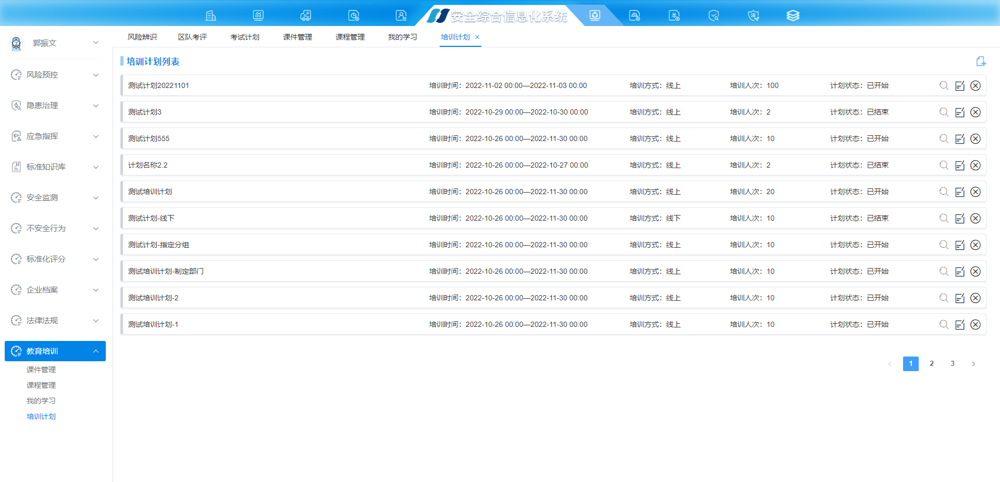 安全综合信息化系统
郭振文
风险预控
隐患治理
应急指挥
标准知识库
安全监测
不安全行为
标准化评分
企业档案
法律法规
教育培训
课件管理
课程管理
我的学习
培训计划
风险辨识 区队考评 考试计划 课件管理 课程管理 我的学习 培训计划
培训计划列表
测试计划20221101 培训时间：2022-11-02 00:00—2022-11-03 00:00 培训方式：线上 培训人次：100 计划状态：已开始
测试计划3 培训时间：2022-10-29 00:00—2022-10-30 00:00 培训方式：线上 培训人次：2 计划状态：已结束
测试计划555 培训时间：2022-10-26 00:00—2022-11-30 00:00 培训方式：线上 培训人次：10 计划状态：已开始
计划名称2.2 培训时间：2022-10-26 00:00—2022-10-27 00:00 培训方式：线上 培训人次：2 计划状态：已结束
测试培训计划 培训时间：2022-10-26 00:00—2022-11-30 00:00 培训方式：线上 培训人次：20 计划状态：已开始
测试计划-线下 培训时间：2022-10-26 00:00—2022-11-30 00:00 培训方式：线下 培训人次：10 计划状态：已结束
测试计划-指定分组 培训时间：2022-10-26 00:00—2022-11-30 00:00 培训方式：线上 培训人次：10 计划状态：已开始
测试培训计划-制定部门 培训时间：2022-10-26 00:00—2022-11-30 00:00 培训方式：线上 培训人次：10 计划状态：已开始
测试培训计划-2 培训时间：2022-10-26 00:00—2022-11-30 00:00 培训方式：线上 培训人次：10 计划状态：已开始
测试培训计划-1 培训时间：2022-10-26 00:00—2022-11-30 00:00 培训方式：线上 培训人次：10 计划状态：已开始
1 2 3